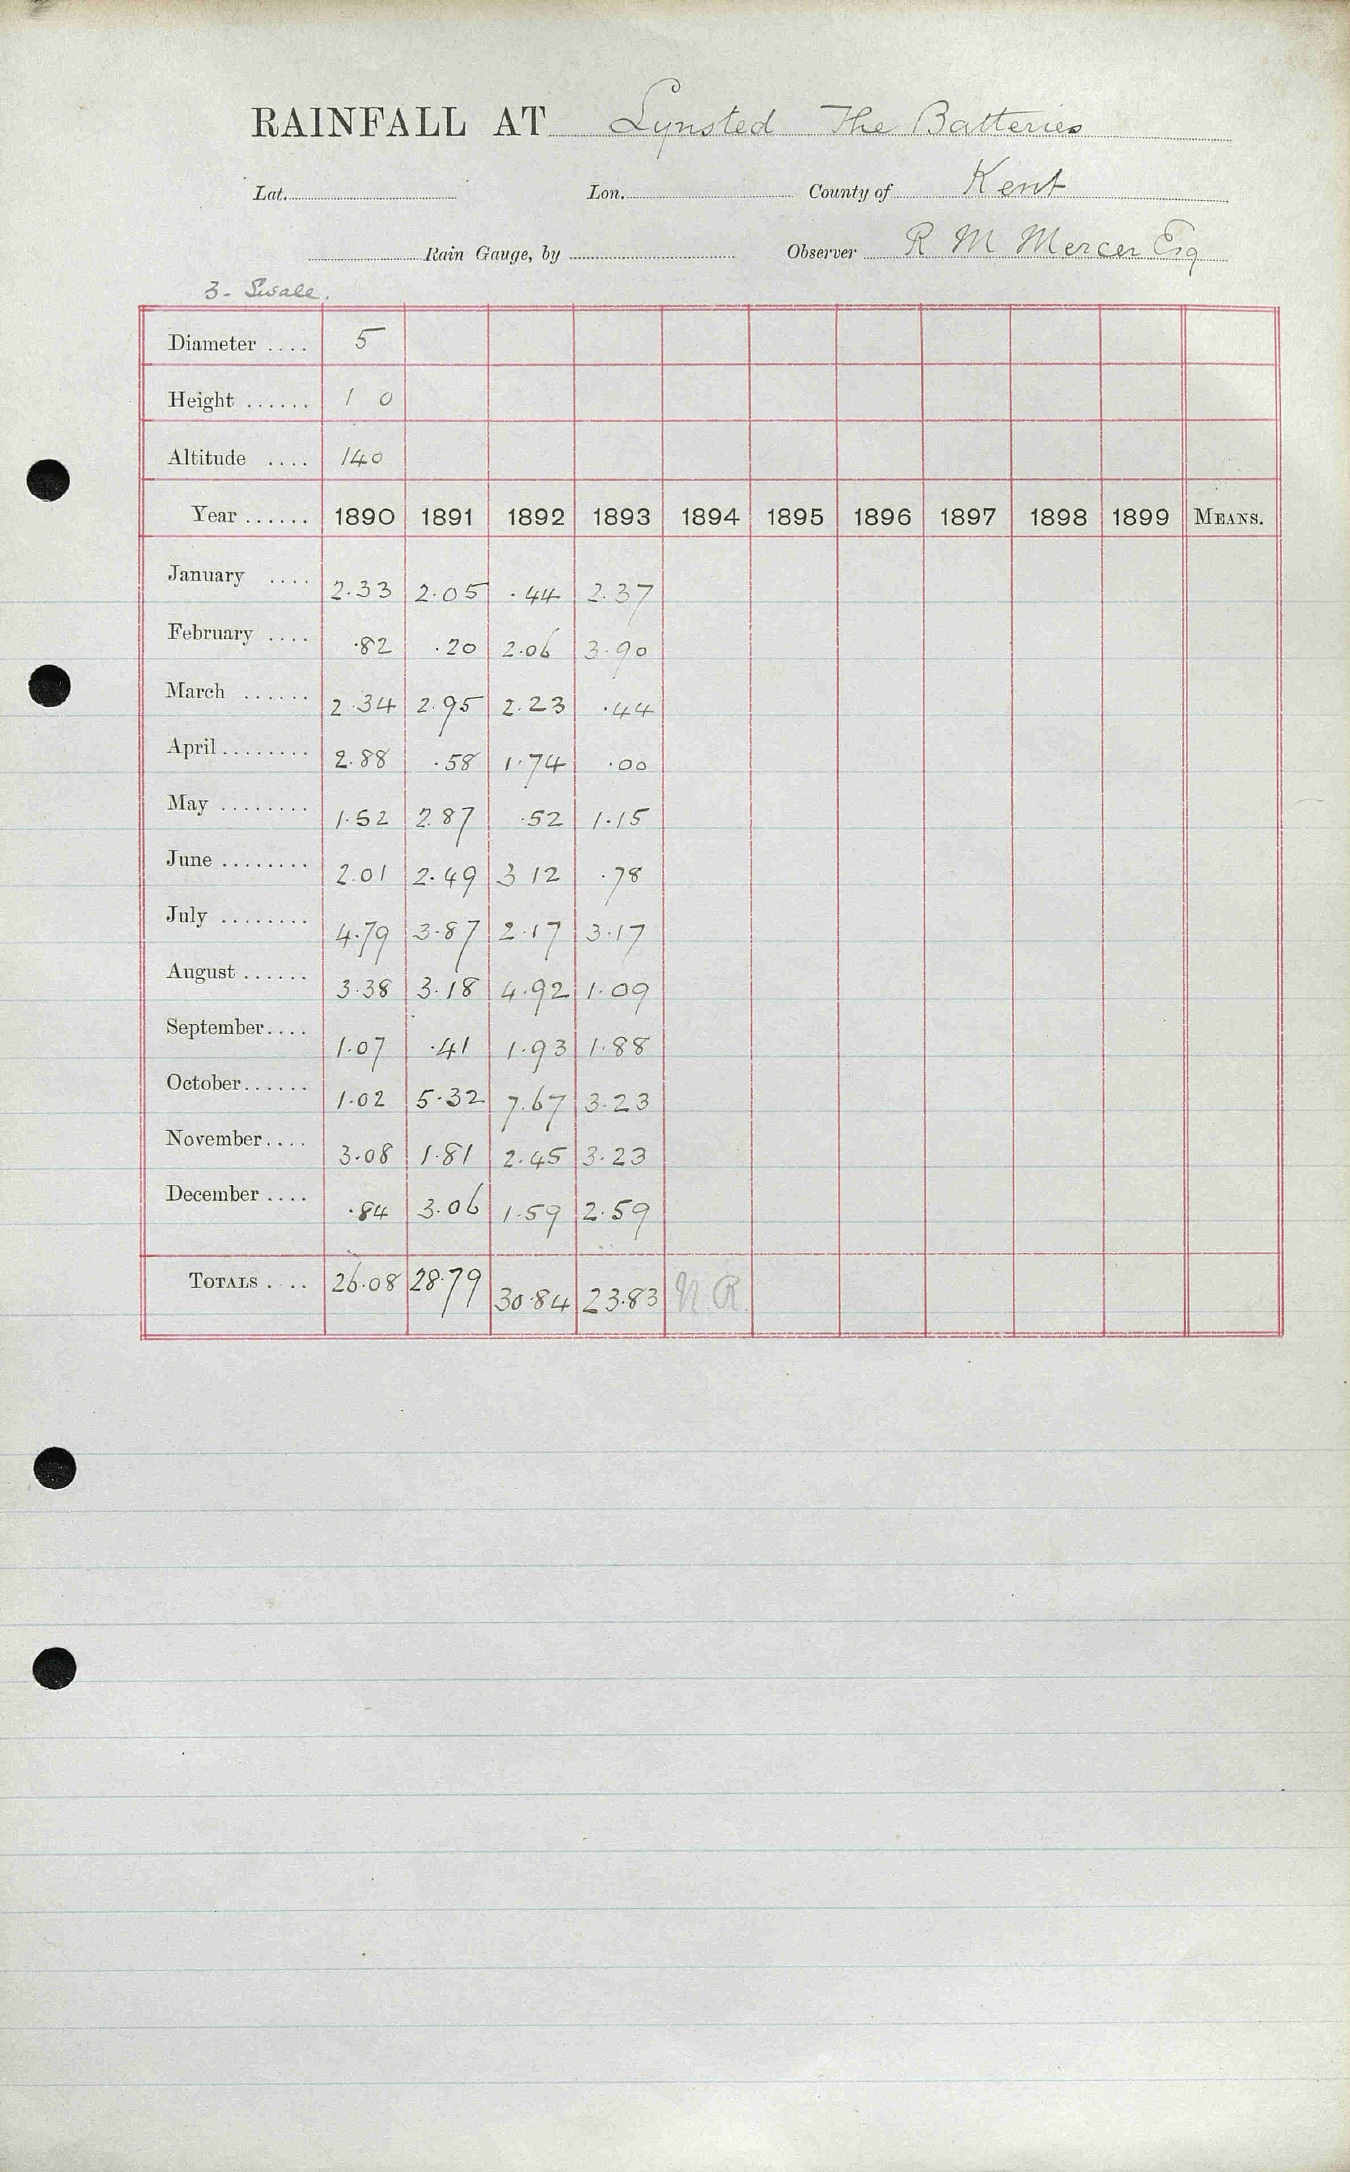 RAINFALL AT Lynsted The Batteries
Lat. Lon. County of Kent
Rain Gauge, by Observer R M Mercer Esq
3 - Swale.
Diameter .... 5
Height ...... 1 0
Altitude .... 140
Year ...... 1890 1891 1892 1893 1894 1895 1896 1897 1898 1899 MEANS.
January .... 2.33 2.05 .44 2.37
February .... .82 .20 2.06 3.90
March ...... 2.34 2.95 2.23 .44
April ........ 2.88 .58 1.74 .00
May ........ 1.52 2.87 .52 1.15
June ........ 2.01 2.49 3 12 .78
July ........ 4.79 3.87 2.17 3.17
August ...... 3.38 3.18 4.92 1.09
September.... 1.07 .41 1.93 1.88
October...... 1.02 5.32 7.67 3.23
November.... 3.08 1.81 2.45 3.23
December .... .84 3.06 1.59 2.59
TOTALS .... 26.08 28.79 30.84 23.83 N.R.